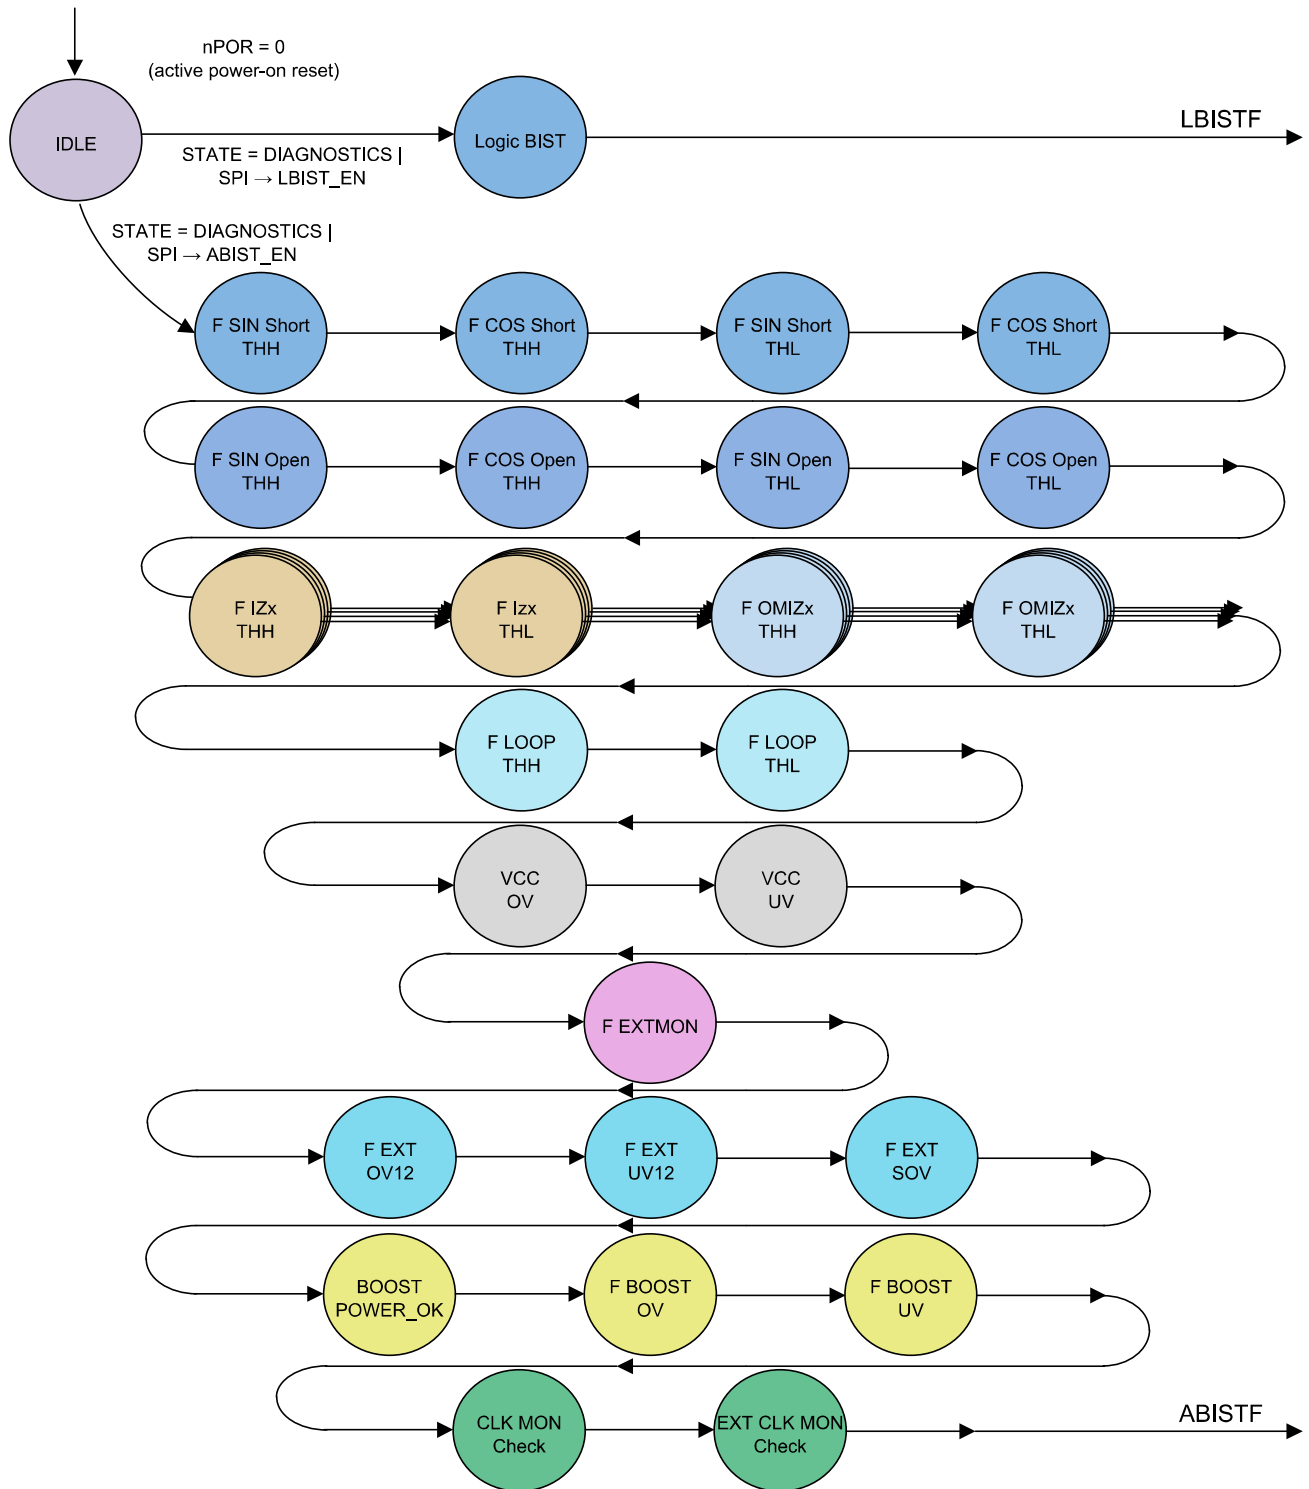 nPOR = 0
(active power-on reset)
IDLE
Logic BIST
LBISTF
STATE = DIAGNOSTICS |
SPI → LBIST_EN
STATE = DIAGNOSTICS |
SPI → ABIST_EN
F SIN Short
THH
F COS Short
THH
F SIN Short
THL
F COS Short
THL
F SIN Open
THH
F COS Open
THH
F SIN Open
THL
F COS Open
THL
F IZx
THH
F Izx
THL
F OMIZx
THH
F OMIZx
THL
F LOOP
THH
F LOOP
THL
VCC
OV
VCC
UV
F EXTMON
F EXT
OV12
F EXT
UV12
F EXT
SOV
BOOST
POWER_OK
F BOOST
OV
F BOOST
UV
CLK MON
Check
EXT CLK MON
Check
ABISTF